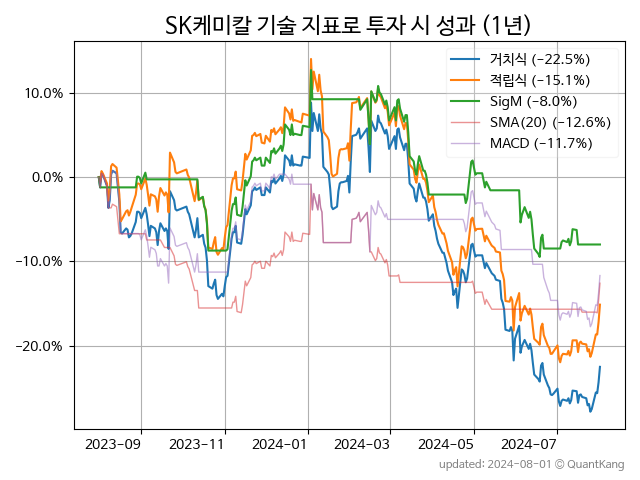 SK케미칼 기술 지표로 투자 시 성과 (1년)
거치식 (−22.5%)
적립식 (−15.1%)
SigM (−8.0%)
SMA(20) (−12.6%)
MACD (−11.7%)
10.0%
0.0%
−10.0%
−20.0%
2023-09 2023-11 2024-01 2024-03 2024-05 2024-07
updated: 2024-08-01 © QuantKang